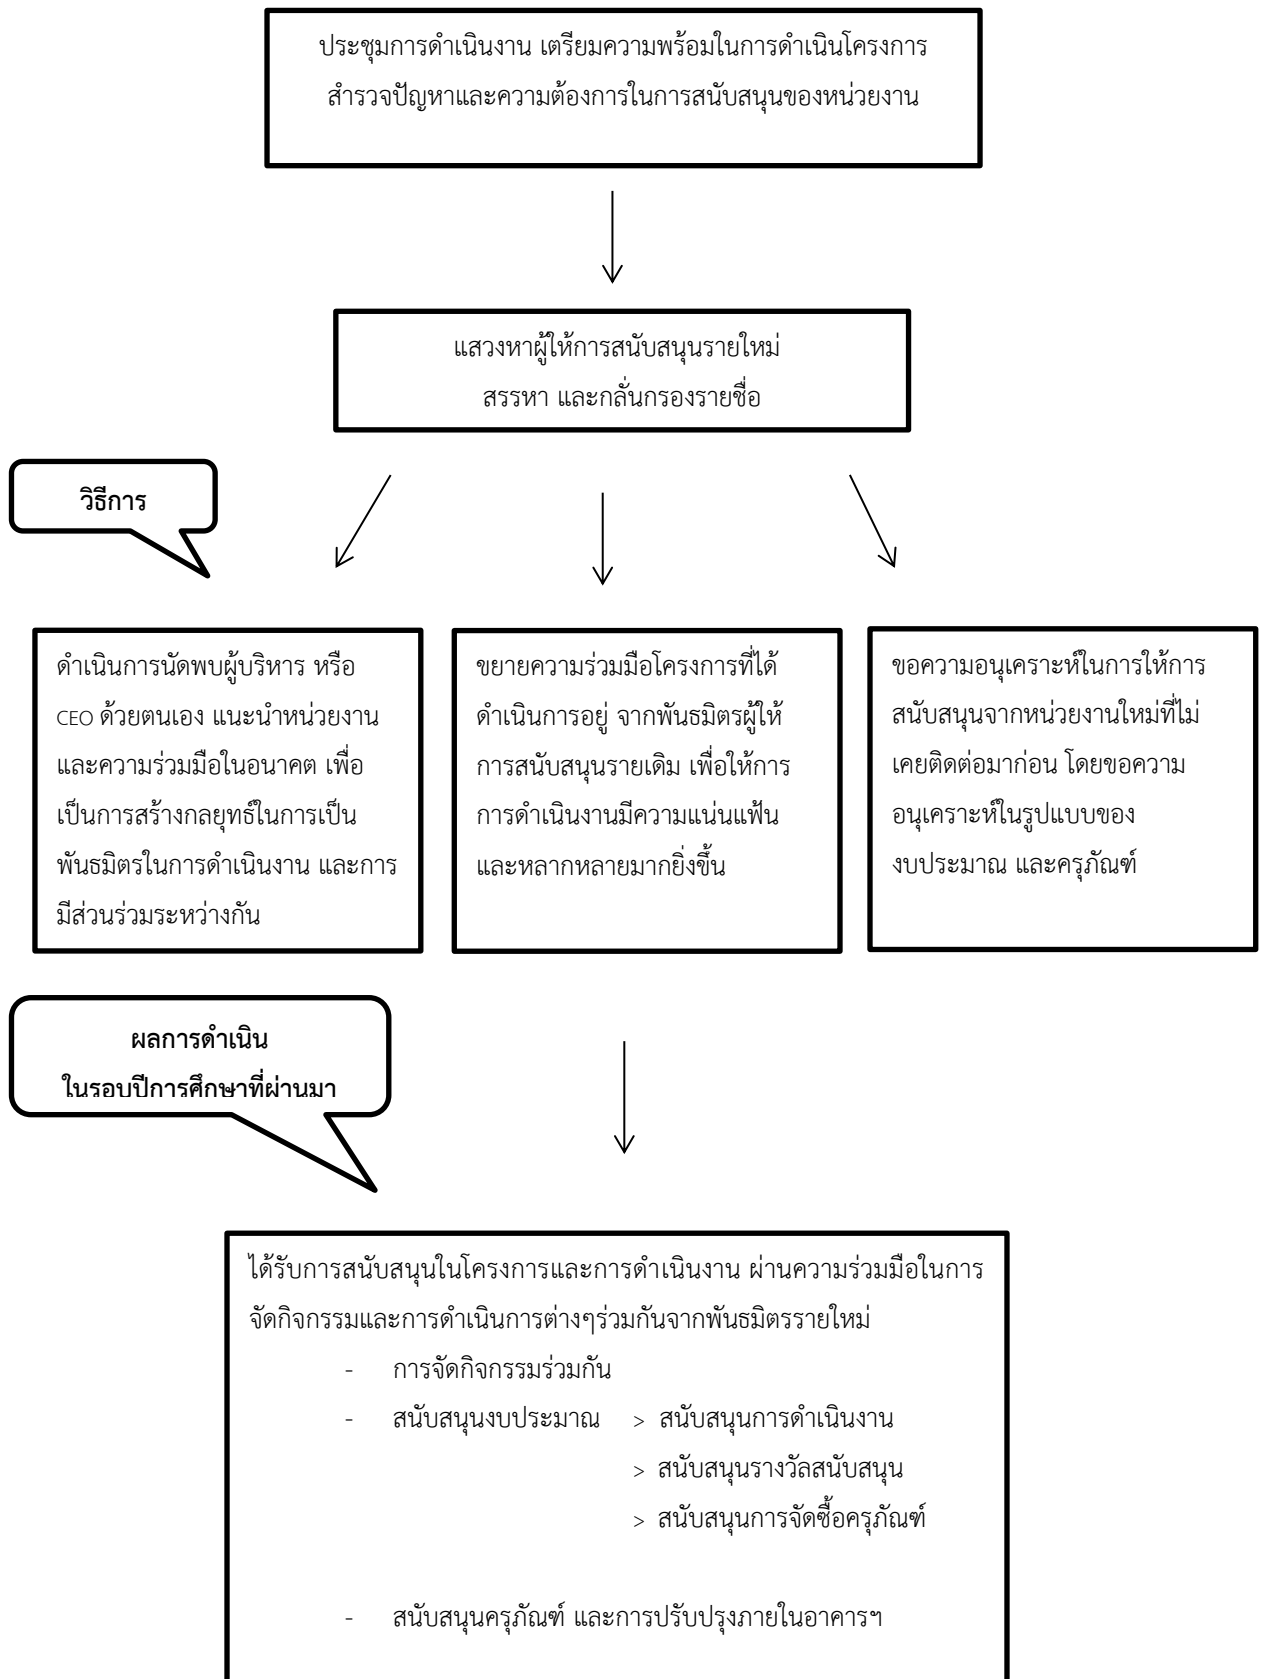 ประชุมการดำเนินงาน เตรียมความพร้อมในการดำเนินโครงการ
สำรวจปัญหาและความต้องการในการสนับสนุนของหน่วยงาน
แสวงหาผู้ให้การสนับสนุนรายใหม่
สรรหา และกลั่นกรองรายชื่อ
วิธีการ
ดำเนินการนัดพบผู้บริหาร หรือ
CEO ด้วยตนเอง แนะนำหน่วยงาน
และความร่วมมือในอนาคต เพื่อ
เป็นการสร้างกลยุทธ์ในการเป็น
พันธมิตรในการดำเนินงาน และการ
มีส่วนร่วมระหว่างกัน
ขยายความร่วมมือโครงการที่ได้
ดำเนินการอยู่ จากพันธมิตรผู้ให้
การสนับสนุนรายเดิม เพื่อให้การ
การดำเนินงานมีความแน่นแฟ้น
และหลากหลายมากยิ่งขึ้น
ขอความอนุเคราะห์ในการให้การ
สนับสนุนจากหน่วยงานใหม่ที่ไม่
เคยติดต่อมาก่อน โดยขอความ
อนุเคราะห์ในรูปแบบของ
งบประมาณ และครุภัณฑ์
ผลการดำเนิน
ในรอบปีการศึกษาที่ผ่านมา
ได้รับการสนับสนุนในโครงการและการดำเนินงาน ผ่านความร่วมมือในการ
จัดกิจกรรมและการดำเนินการต่างๆร่วมกันจากพันธมิตรรายใหม่
- การจัดกิจกรรมร่วมกัน
- สนับสนุนงบประมาณ > สนับสนุนการดำเนินงาน
> สนับสนุนรางวัลสนับสนุน
> สนับสนุนการจัดซื้อครุภัณฑ์
- สนับสนุนครุภัณฑ์ และการปรับปรุงภายในอาคารฯ